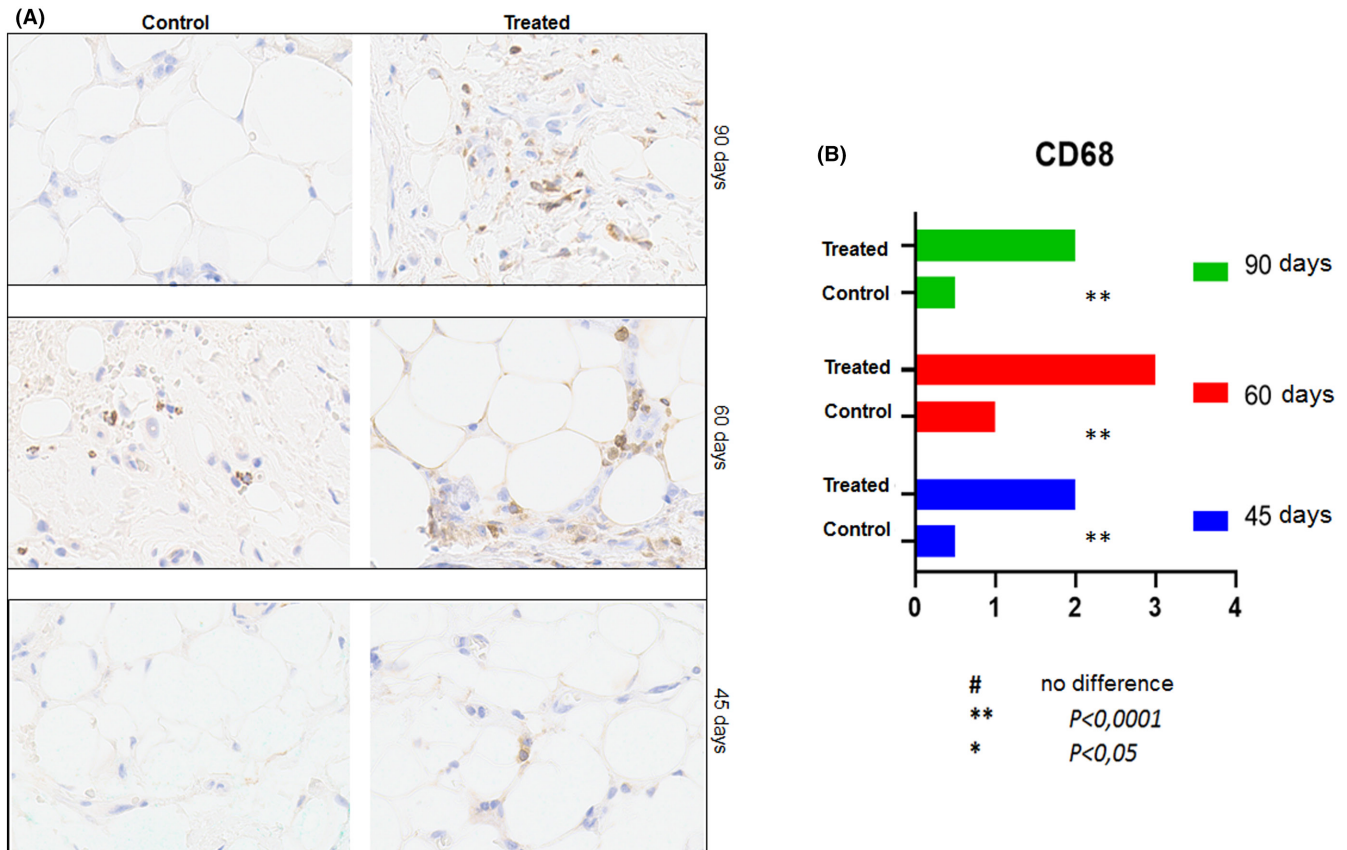 (A)
Control
Treated
90 days
60 days
45 days
(B)
CD68
Treated
Control
**
90 days
Treated
Control
**
60 days
Treated
Control
**
45 days
0 1 2 3 4
# no difference
** P<0,0001
* P<0,05